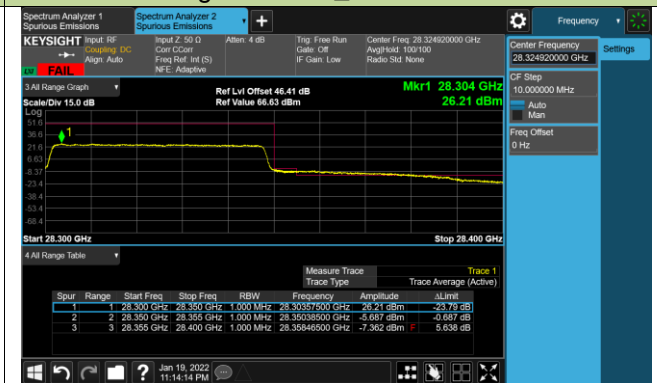 Spectrum Analyzer 1
Spurious Emissions
Spectrum Analyzer 2
Spurious Emissions
Frequency
KEYSIGHT
Input: RF
Coupling: DC
Align: Auto
Input Z: 50 Ω
Corr CCorr
Freq Ref: Int (S)
NFE: Adaptive
Atten: 4 dB
Trig: Free Run
Gate: Off
IF Gain: Low
Center Freq: 28.324920000 GHz
Avg|Hold: 100/100
Radio Std: None
FAIL
Center Frequency
28.324920000 GHz
Settings
CF Step
10.000000 MHz
Auto
Man
Freq Offset
0 Hz
3 All Range Graph
Scale/Div 15.0 dB
Ref Lvl Offset 46.41 dB
Ref Value 66.63 dBm
Mkr1 28.304 GHz
26.21 dBm
Log
51.6
36.6
21.6
6.63
-8.37
-23.4
-38.4
-53.4
-68.4
1
Start 28.300 GHz
Stop 28.400 GHz
4 All Range Table
Measure Trace Trace 1
Trace Type Trace Average (Active)
Spur Range Start Freq Stop Freq RBW Frequency Amplitude ΔLimit
1 1 28.300 GHz 28.350 GHz 1.000 MHz 28.30357500 GHz 26.21 dBm -23.79 dB
2 2 28.350 GHz 28.355 GHz 1.000 MHz 28.35038500 GHz -5.687 dBm -0.687 dB
3 3 28.355 GHz 28.400 GHz 1.000 MHz 28.35846500 GHz -7.362 dBm F 5.638 dB
?
Jan 19, 2022
11:14:14 PM